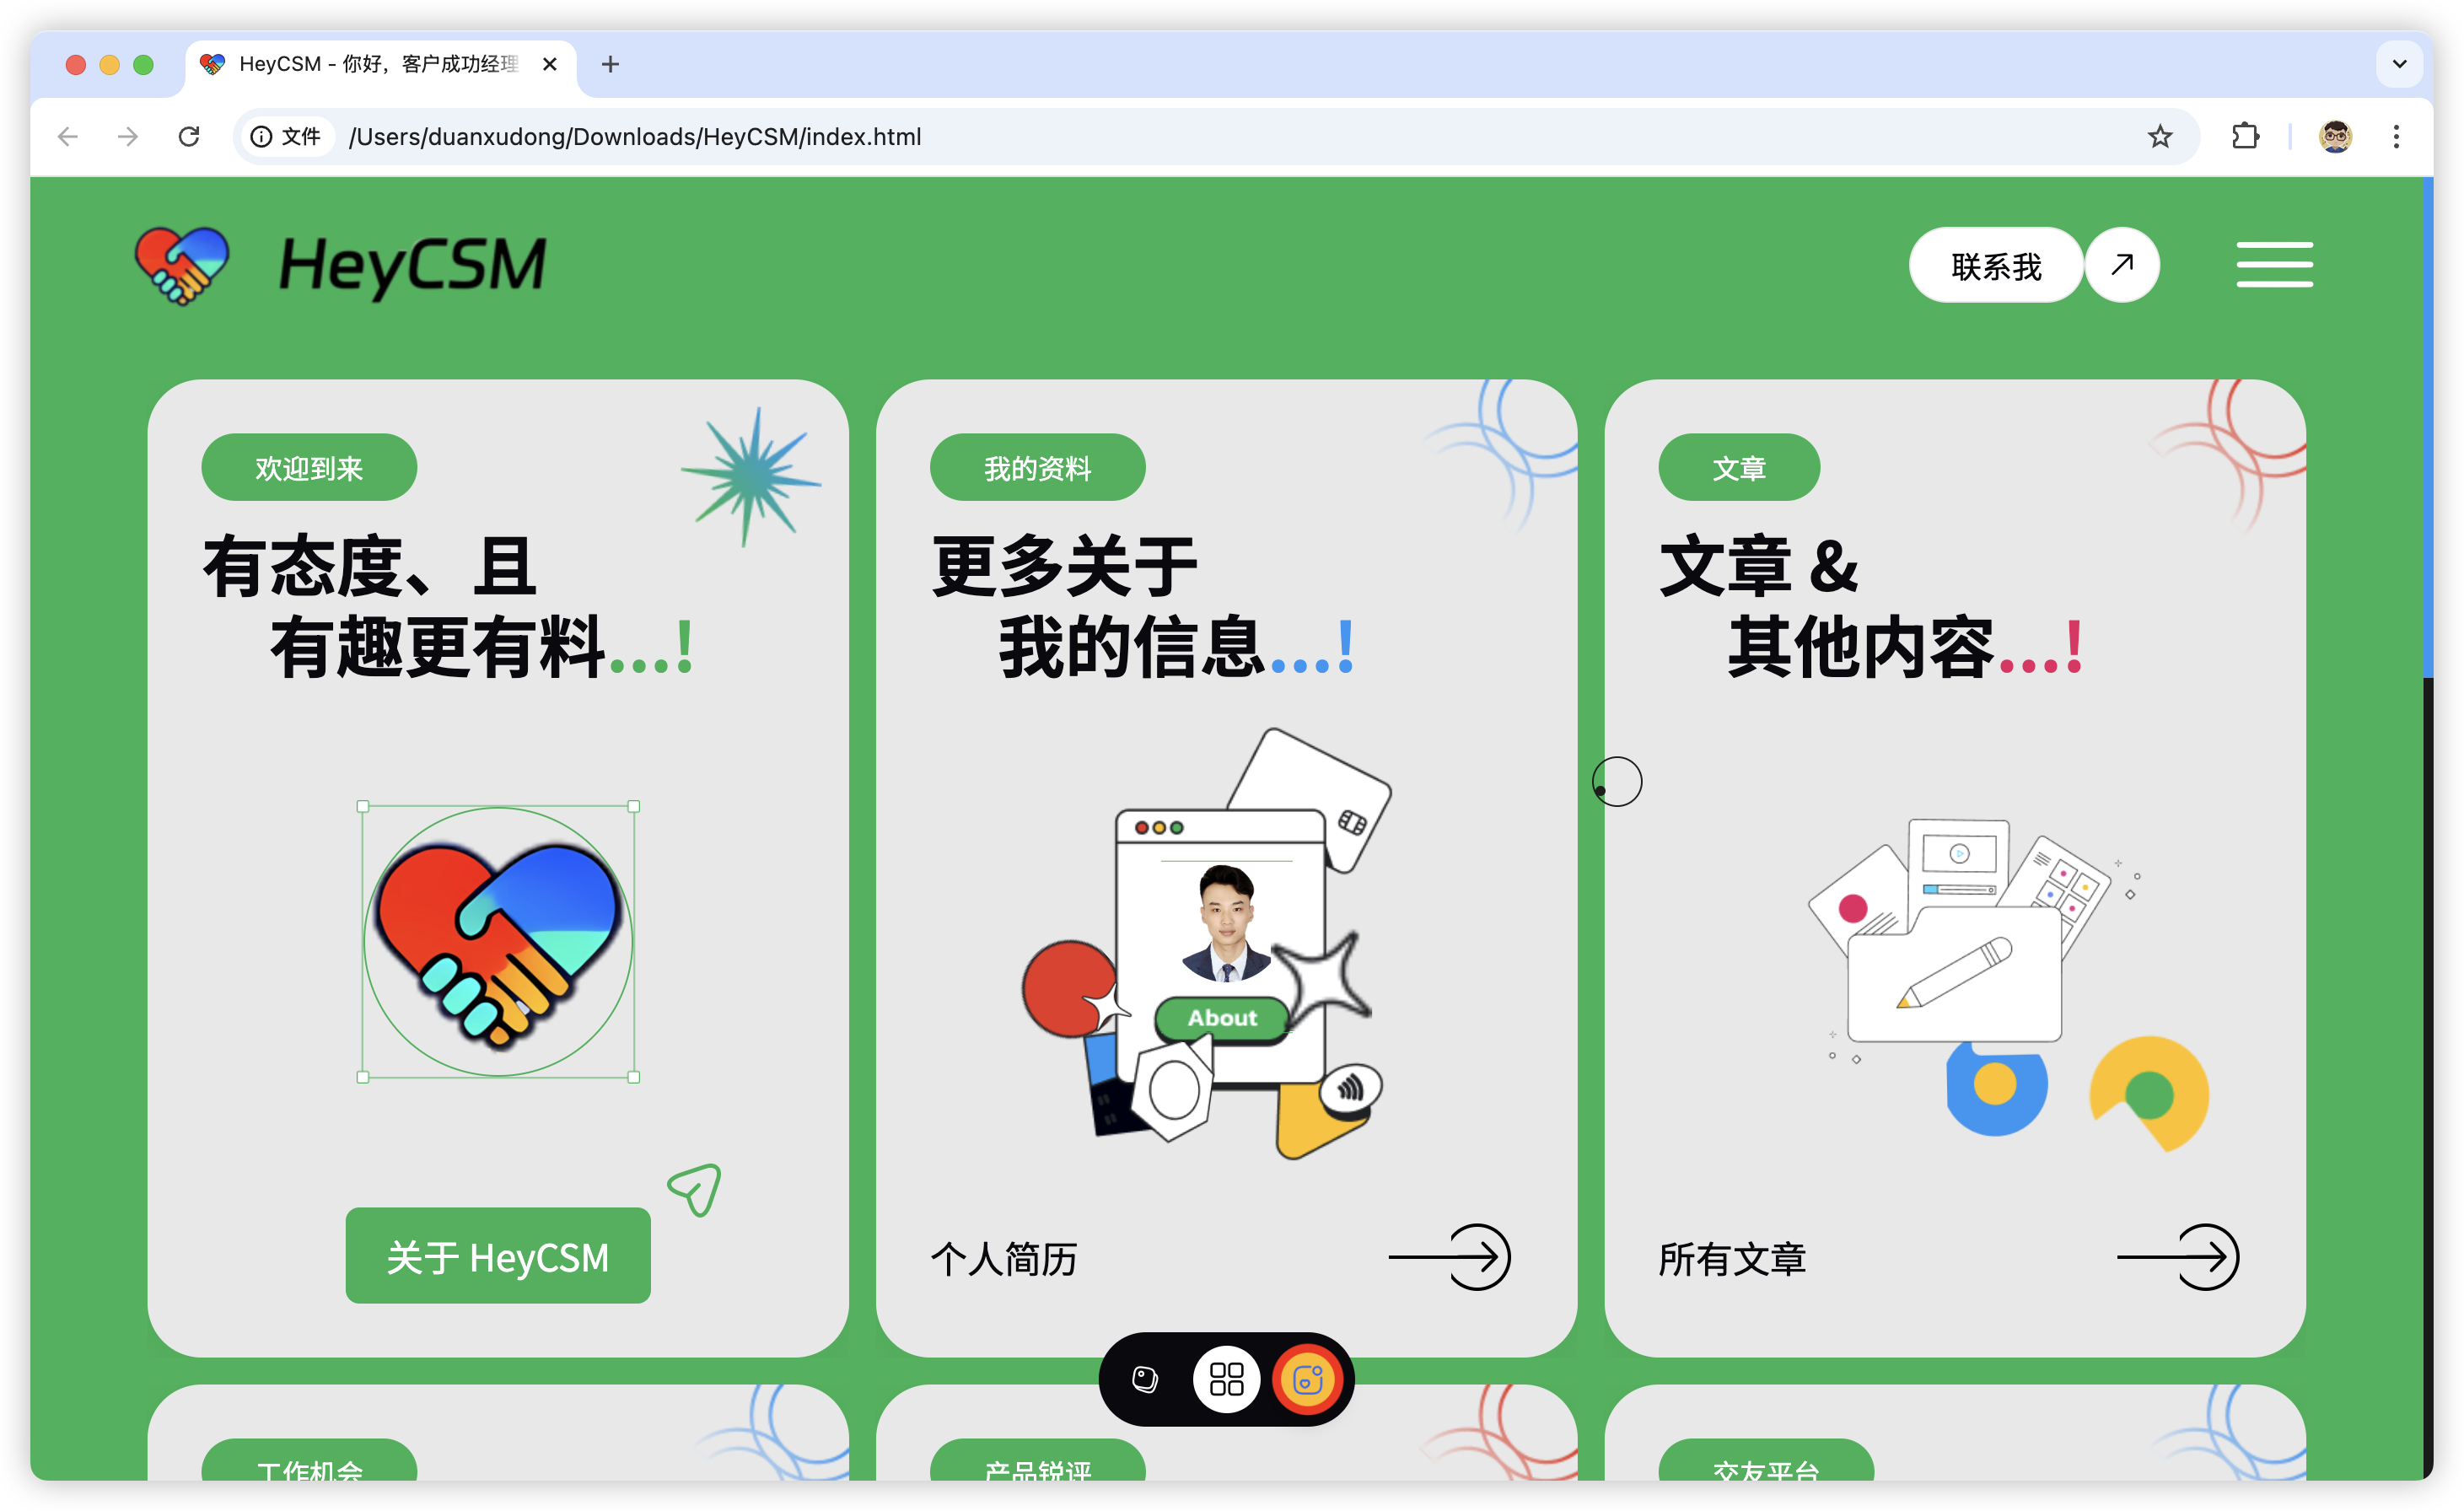 HeyCSM - 你好，客户成功经理
文件
/Users/duanxudong/Downloads/HeyCSM/index.html
HeyCSM
联系我
欢迎到来
有态度、且
有趣更有料...!
我的资料
更多关于
我的信息...!
文章
文章 &
其他内容...!
About
关于 HeyCSM
个人简历
所有文章
工作机会
产品锐评
交友平台